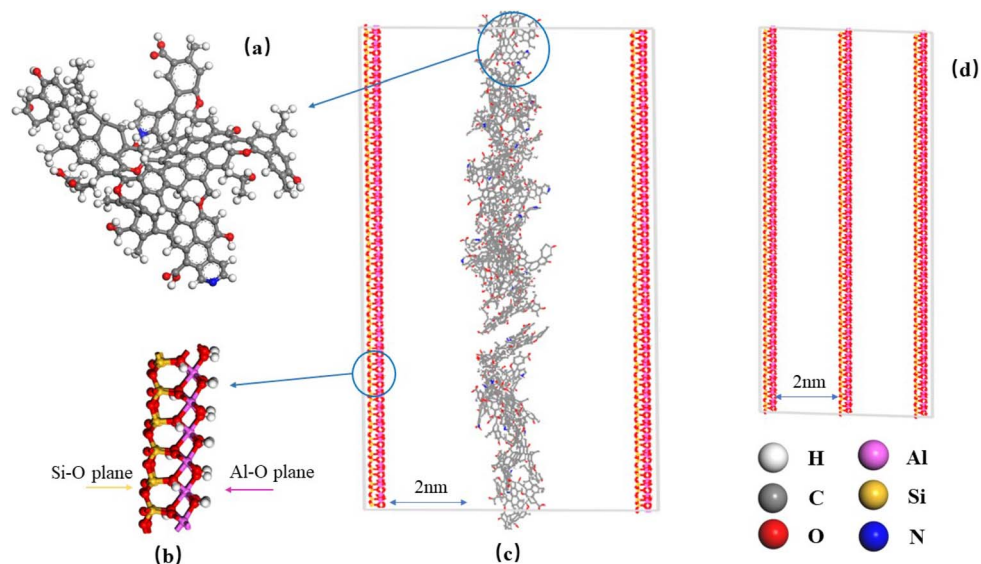 (a)
(d)
2nm
Si-O plane
Al-O plane
2nm
(b)
(c)
H
Al
C
Si
O
N